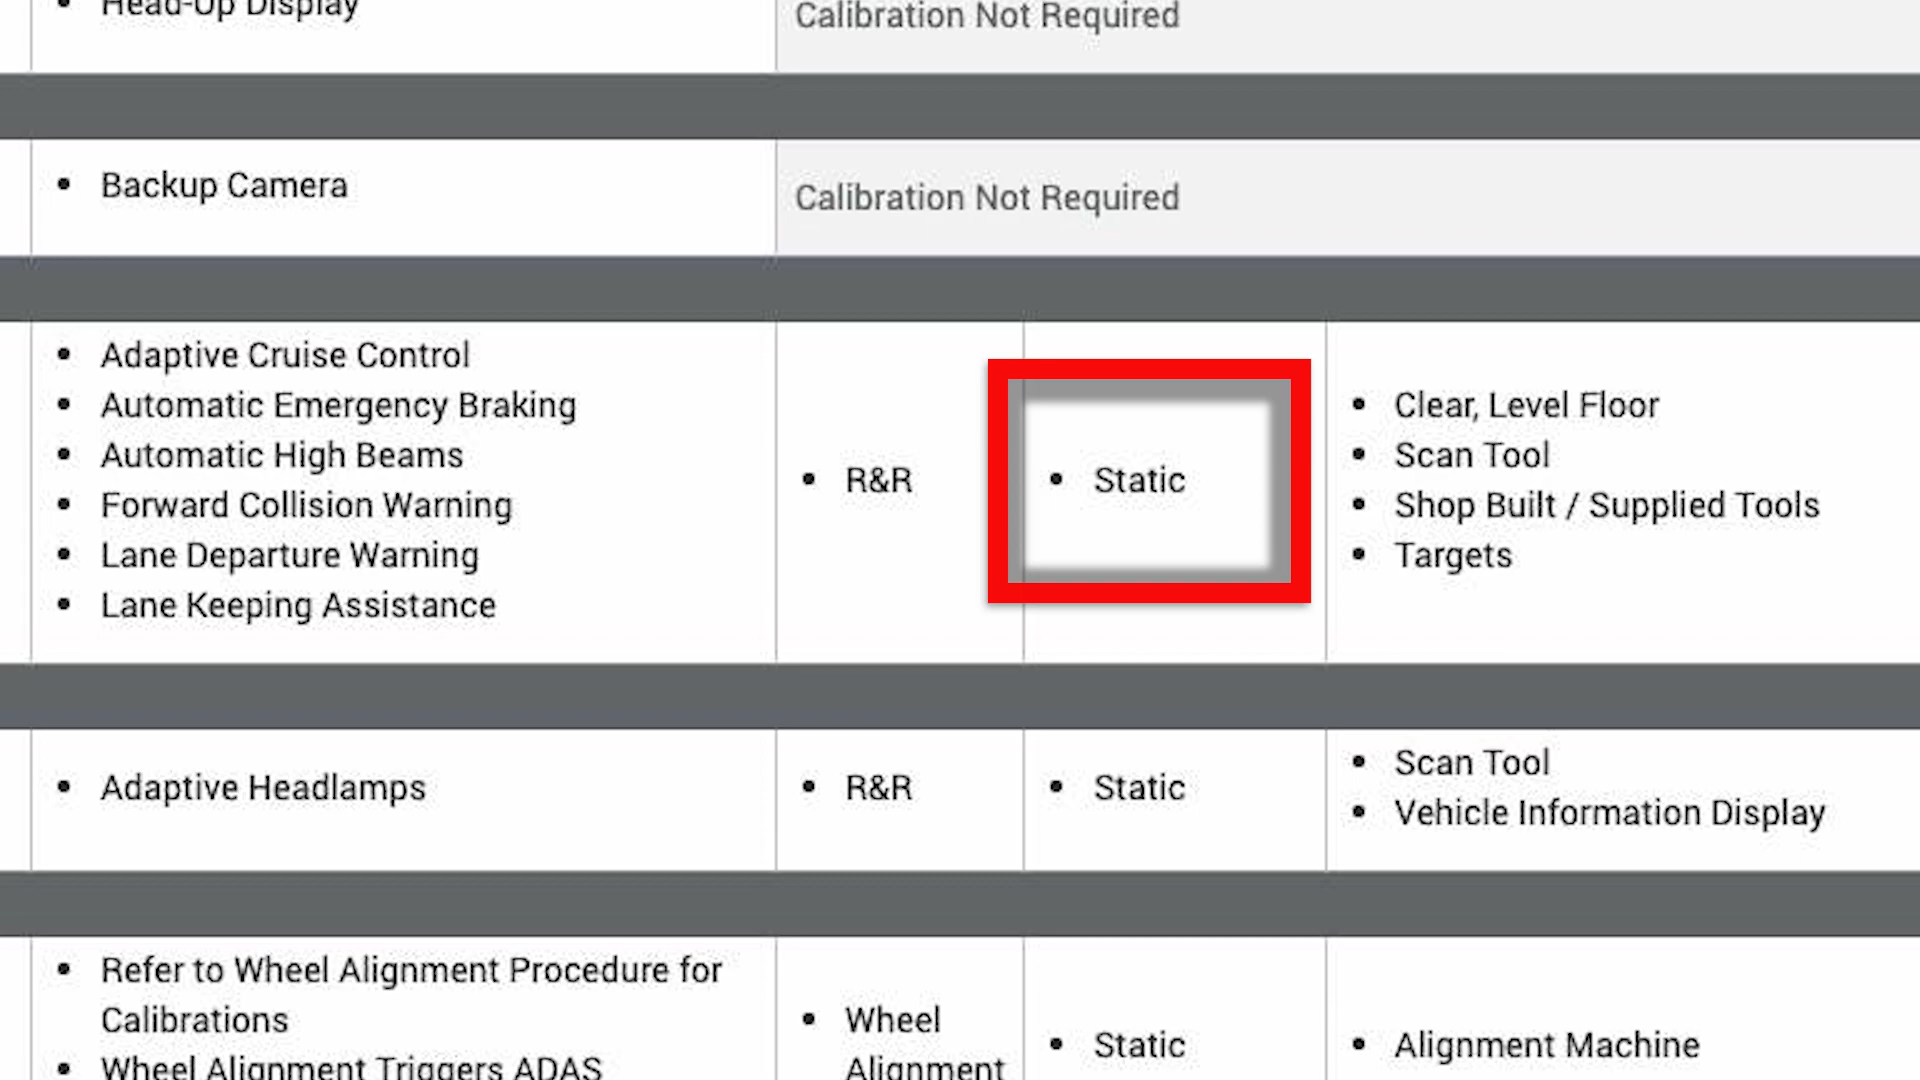 Head-Up Display
Calibration Not Required
Backup Camera
Calibration Not Required
Adaptive Cruise Control
Automatic Emergency Braking
Automatic High Beams
Forward Collision Warning
Lane Departure Warning
Lane Keeping Assistance
R&R
Static
Clear, Level Floor
Scan Tool
Shop Built / Supplied Tools
Targets
Adaptive Headlamps
R&R
Static
Scan Tool
Vehicle Information Display
Refer to Wheel Alignment Procedure for
Calibrations
Wheel Alignment Triggers ADAS
Wheel
Alignment
Static
Alignment Machine